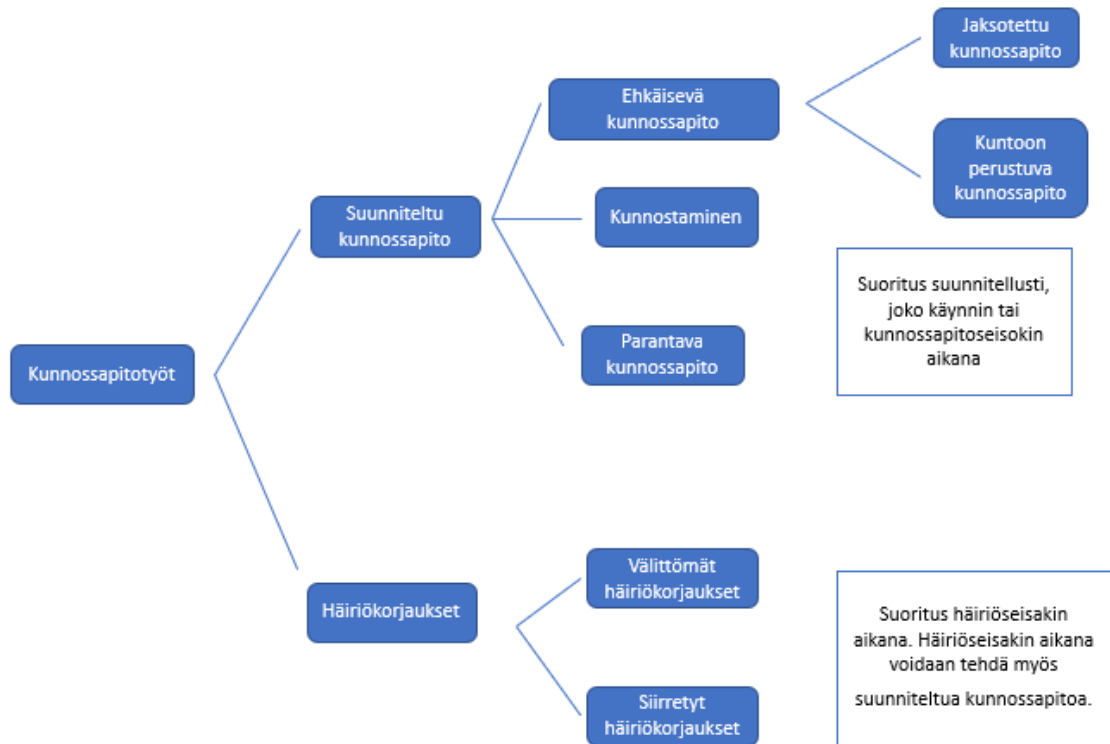 Jaksotettu
kunnossapito
Ehkäisevä
kunnossapito
Kuntoon
perustuva
kunnossapito
Suunniteltu
kunnossapito
Kunnostaminen
Suoritus suunnitellusti,
joko käynnin tai
kunnossapitoseisokin
aikana
Parantava
kunnossapito
Kunnossapitotyöt
Välittömät
häiriökorjaukset
Häiriökorjaukset
Suoritus häiriöseisakin
aikana. Häiriöseisakin aikana
voidaan tehdä myös
suunniteltua kunnossapitoa.
Siirretyt
häiriökorjaukset